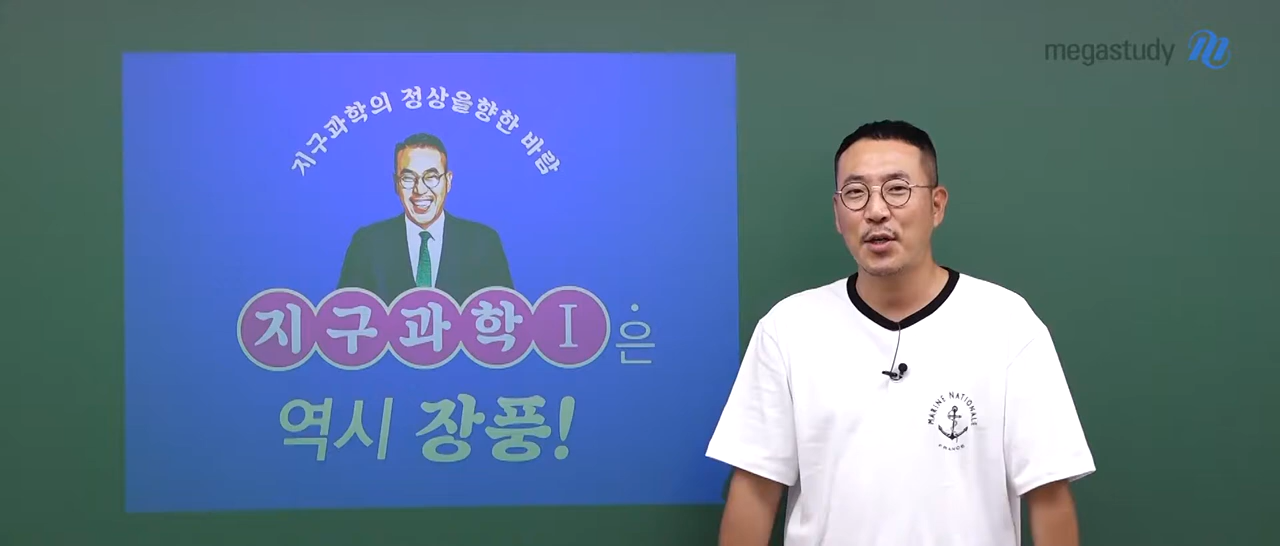 megastudy
지구과학의 정상을향한 바람
지구과학Ⅰ은
역시 장풍!
MARINE NATIONALE
FRANCE